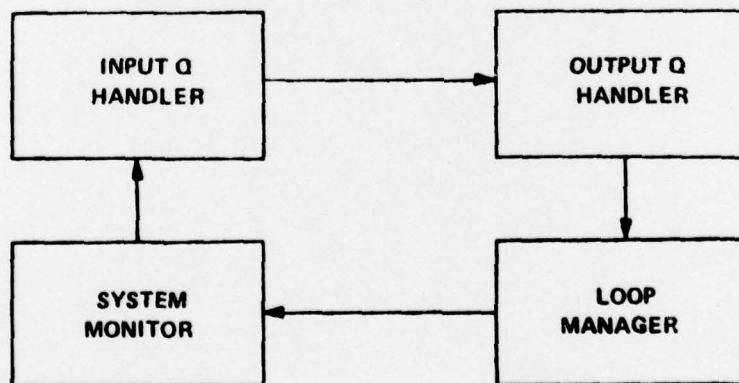 INPUT Q
HANDLER
OUTPUT Q
HANDLER
SYSTEM
MONITOR
LOOP
MANAGER